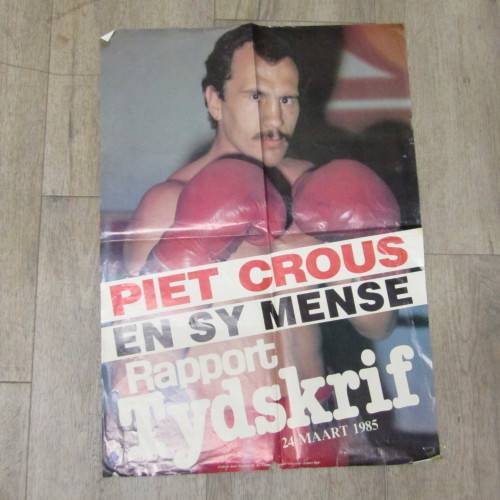 PIET CROUS
EN SY MENSE
Rapport
Tydskrif
24 MAART 1985